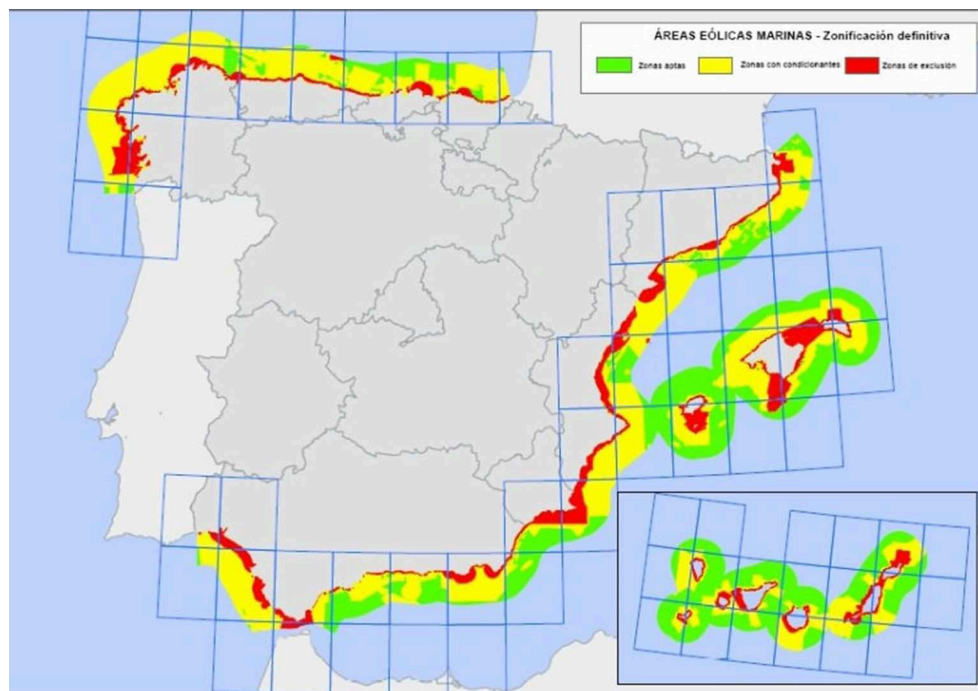 ÁREAS EÓLICAS MARINAS - Zonificación definitiva
Zonas aptas
Zonas con condicionantes
Zonas de exclusión